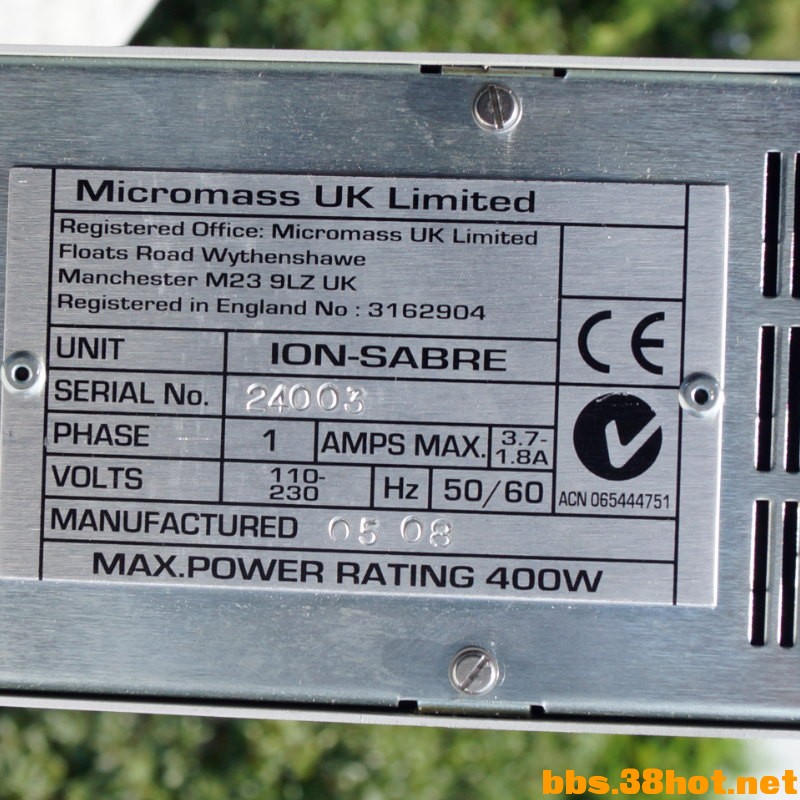 Micromass UK Limited
Registered Office: Micromass UK Limited
Floats Road Wythenshawe
Manchester M23 9LZ UK
Registered in England No : 3162904
CE
UNIT ION-SABRE
SERIAL No. 24003
PHASE 1 AMPS MAX. 3.7-
1.8A
VOLTS 110-
230 Hz 50/60
ACN 065444751
MANUFACTURED 05 08
MAX.POWER RATING 400W
bbs.38hot.net